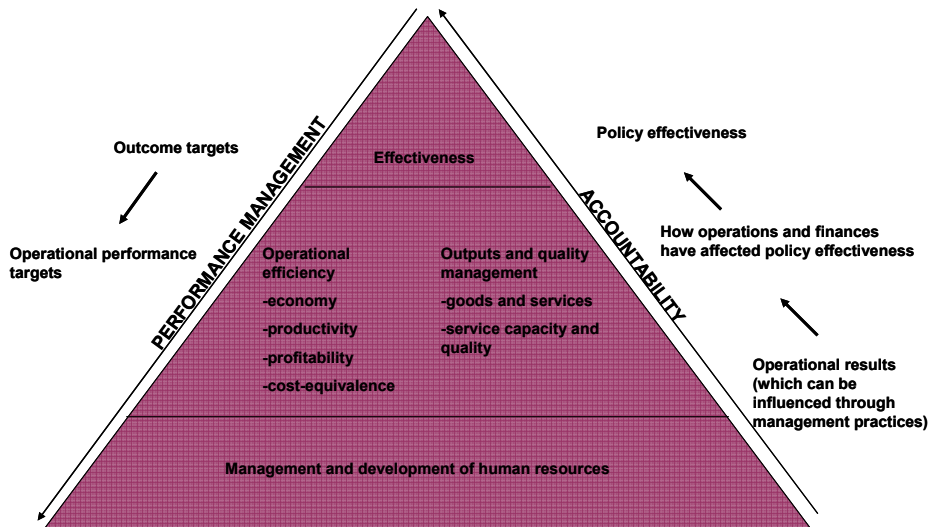 Outcome targets
Operational performance
targets
PERFORMANCE MANAGEMENT
Effectiveness
Operational
efficiency
-economy
-productivity
-profitability
-cost-equivalence
Outputs and quality
management
-goods and services
-service capacity and
quality
Management and development of human resources
ACCOUNTABILITY
Policy effectiveness
How operations and finances
have affected policy effectiveness
Operational results
(which can be
influenced through
management practices)